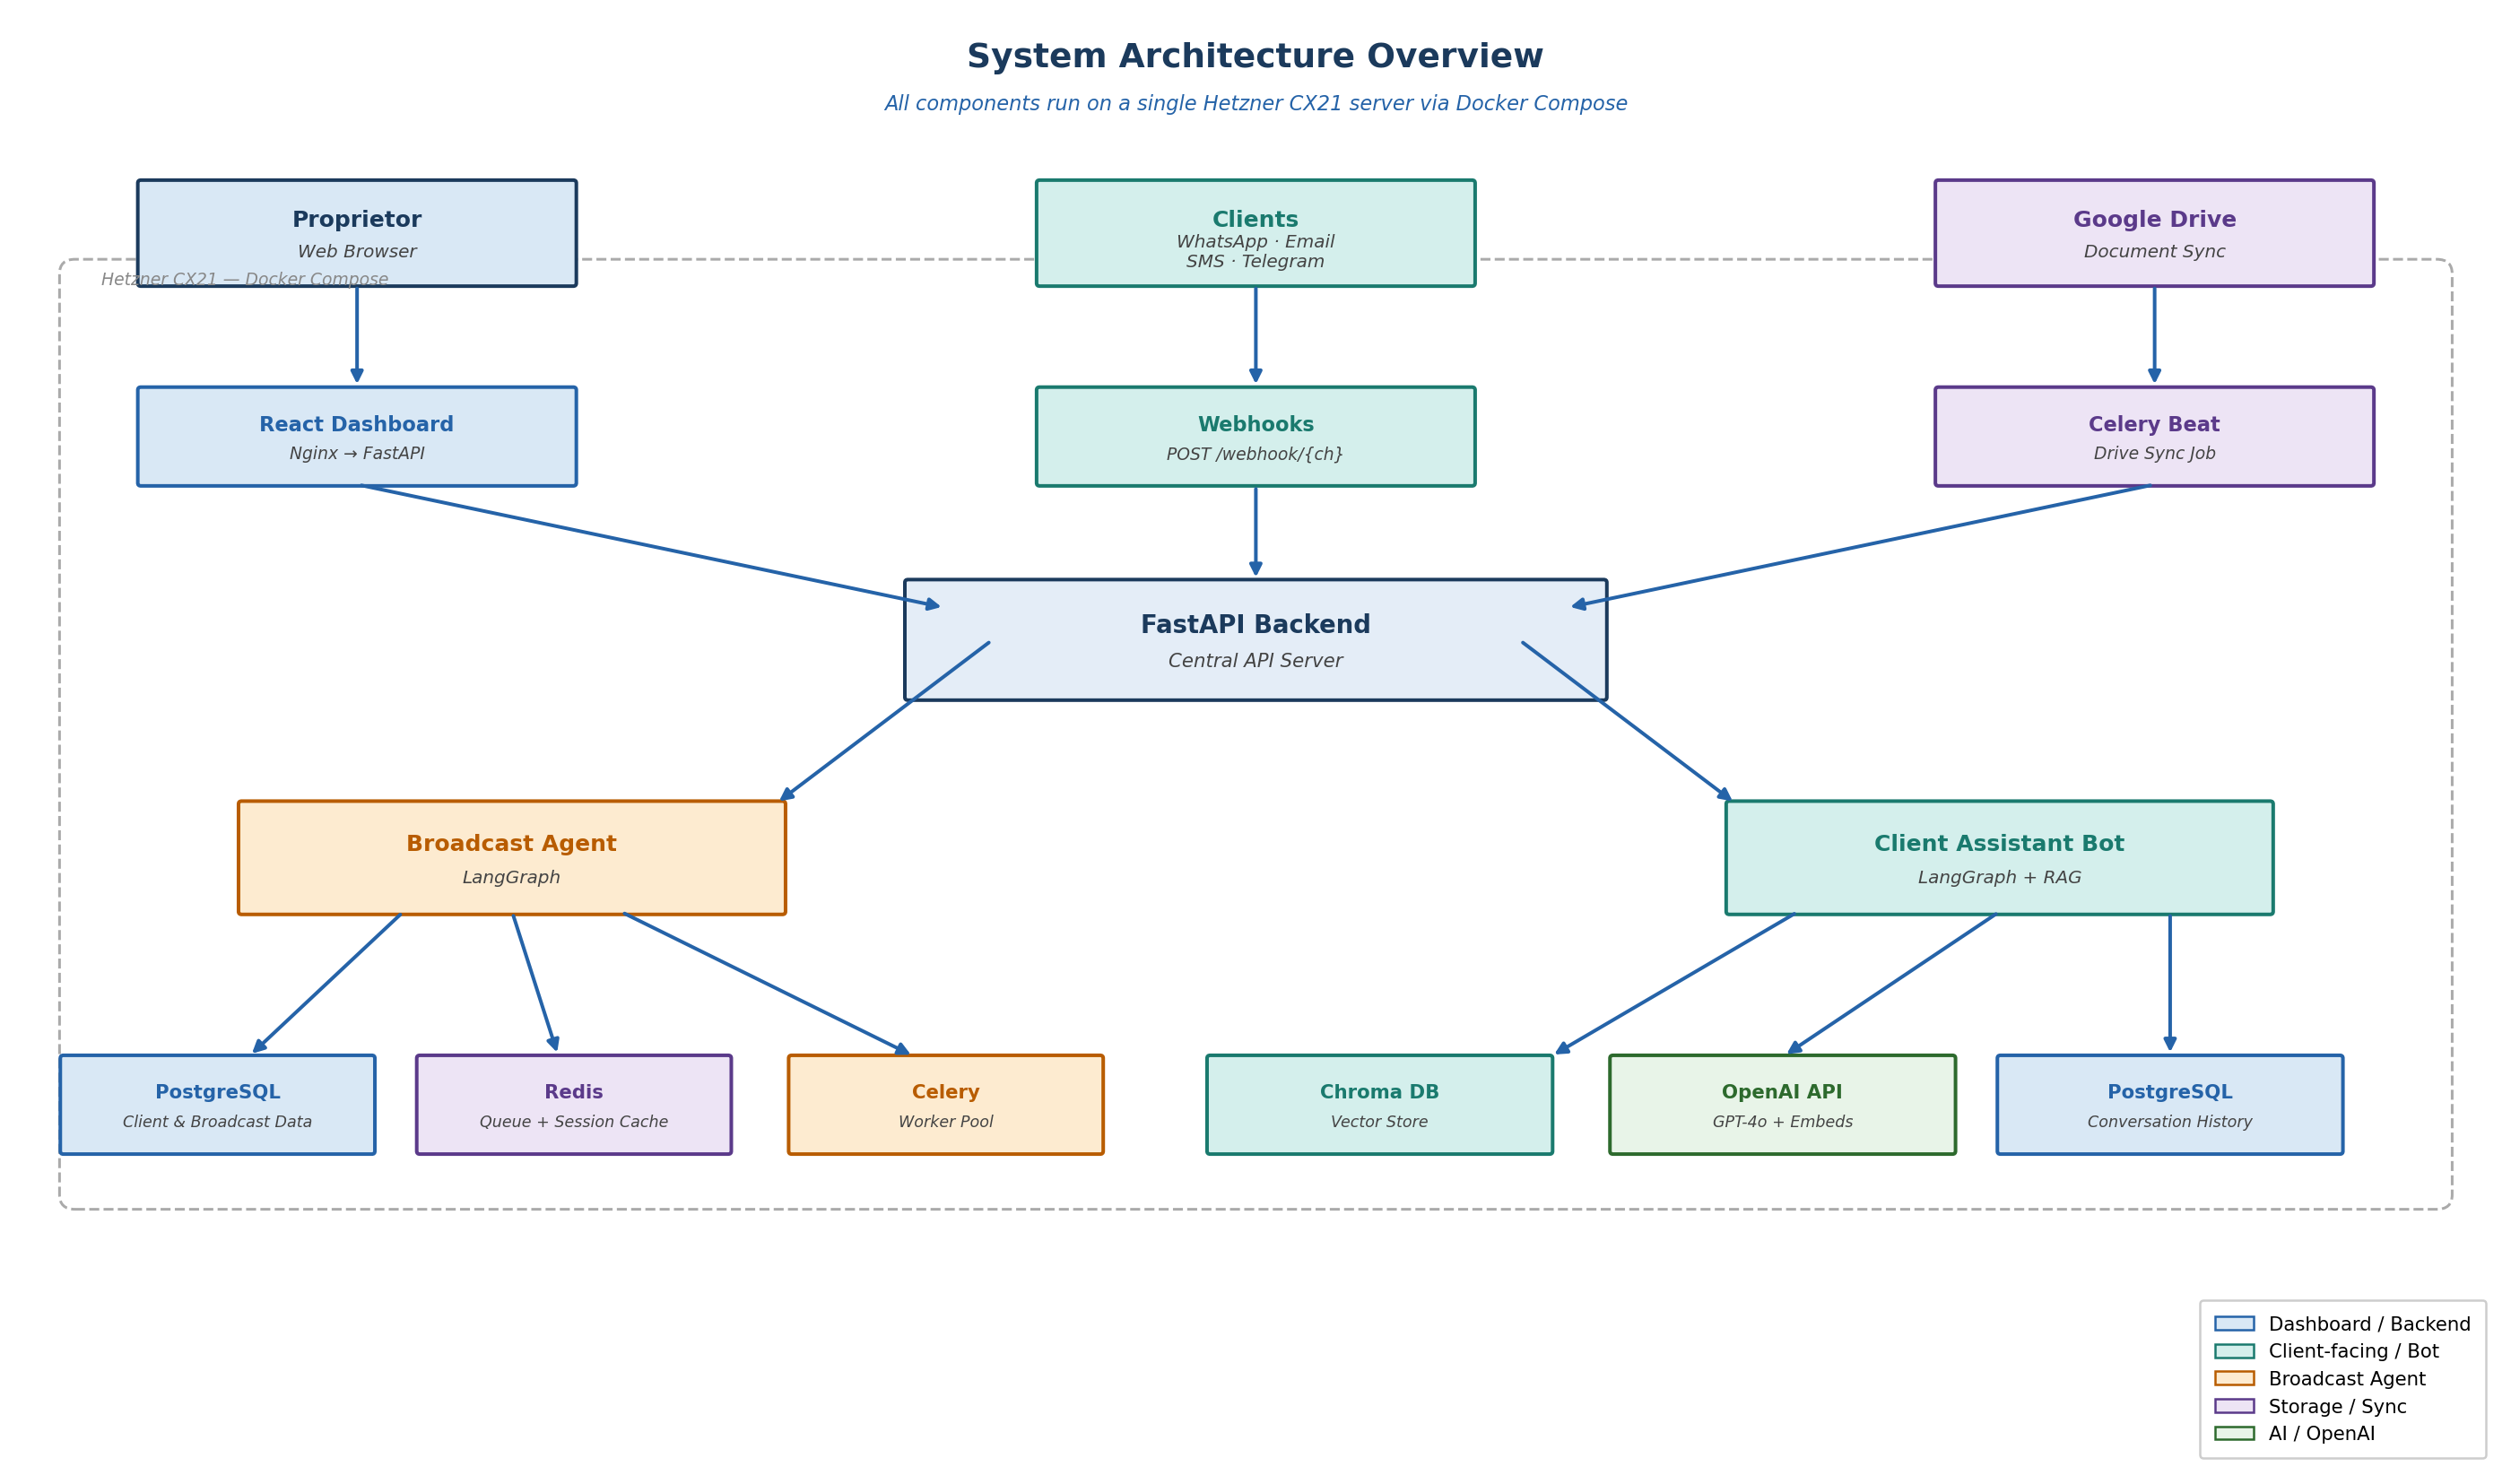 System Architecture Overview
All components run on a single Hetzner CX21 server via Docker Compose
Proprietor
Web Browser
Clients
WhatsApp · Email
SMS · Telegram
Google Drive
Document Sync
Hetzner CX21 — Docker Compose
React Dashboard
Nginx → FastAPI
Webhooks
POST /webhook/{ch}
Celery Beat
Drive Sync Job
FastAPI Backend
Central API Server
Broadcast Agent
LangGraph
Client Assistant Bot
LangGraph + RAG
PostgreSQL
Client & Broadcast Data
Redis
Queue + Session Cache
Celery
Worker Pool
Chroma DB
Vector Store
OpenAI API
GPT-4o + Embeds
PostgreSQL
Conversation History
Dashboard / Backend
Client-facing / Bot
Broadcast Agent
Storage / Sync
AI / OpenAI